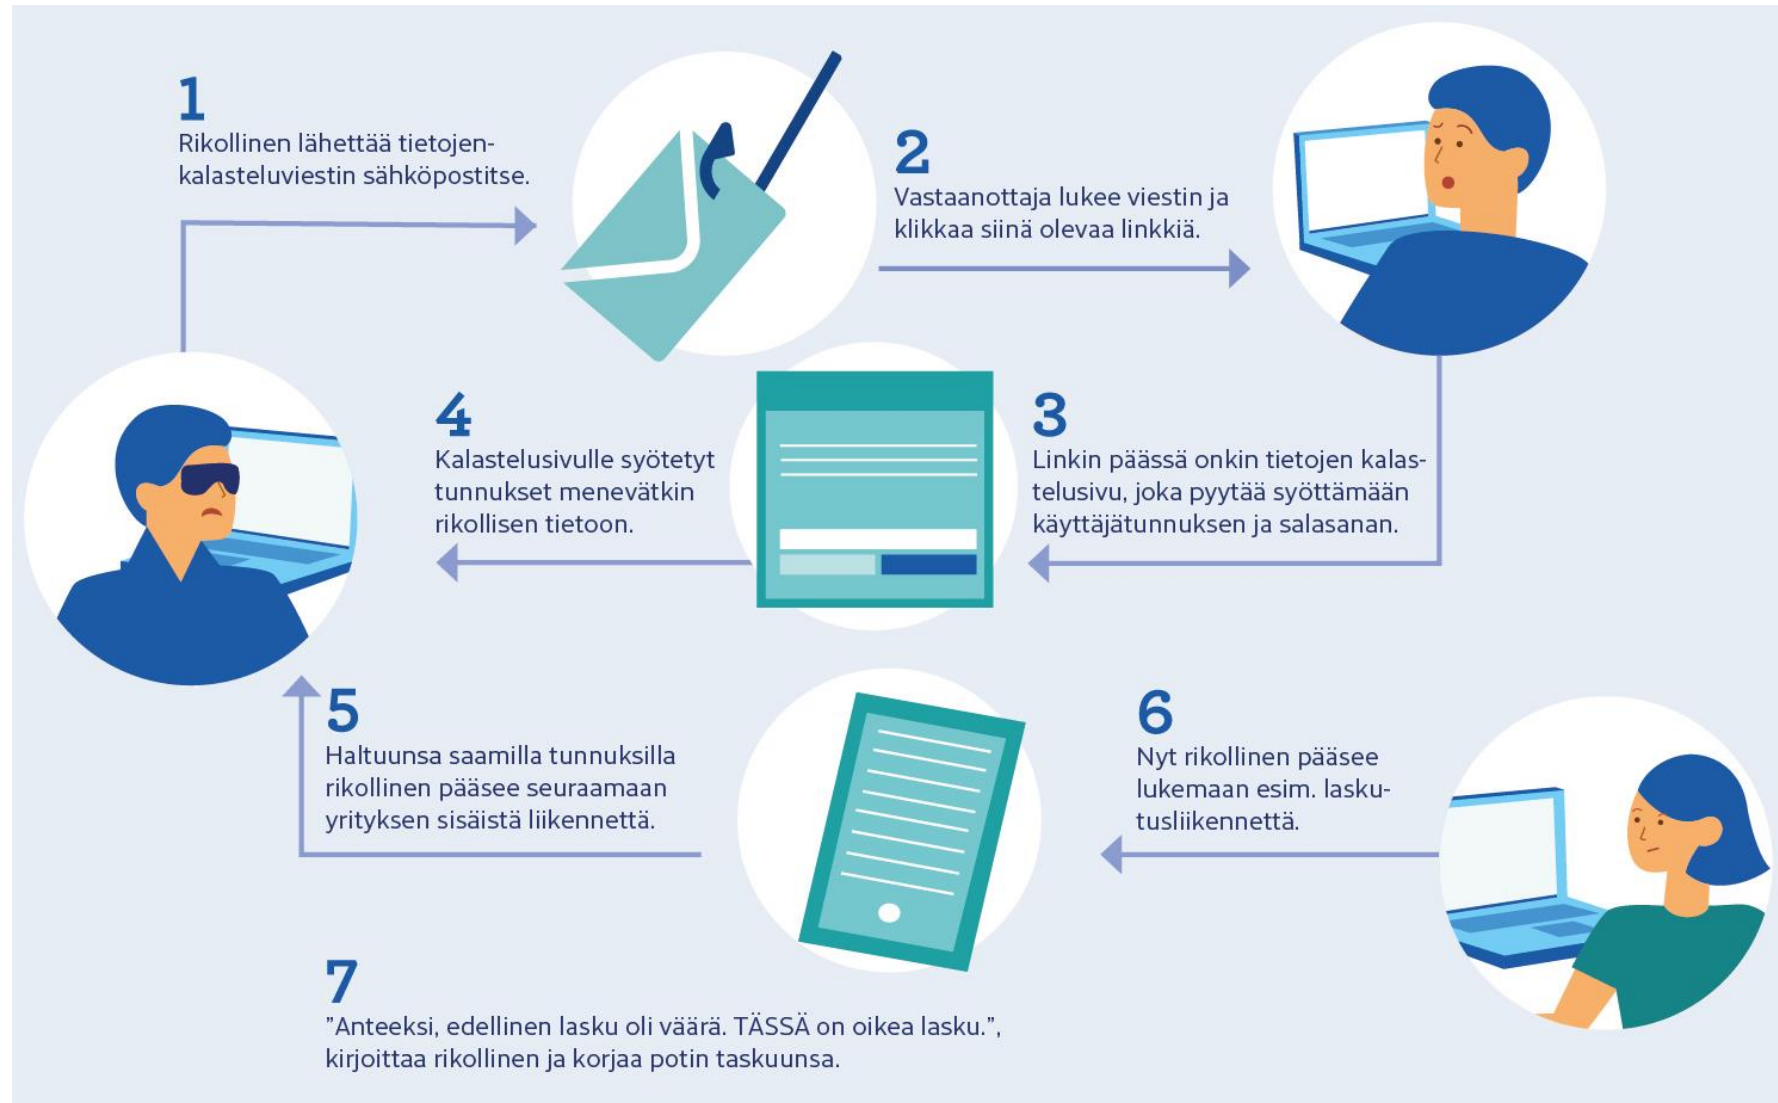 1
Rikollinen lähettää tietojen-
kalasteluviestin sähköpostitse.
2
Vastaanottaja lukee viestin ja
klikkaa siinä olevaa linkkiä.
3
Linkin päässä onkin tietojen kalas-
telusivu, joka pyytää syöttämään
käyttäjätunnuksen ja salasanan.
4
Kalastelusivulle syötetyt
tunnukset menevätkin
rikollisen tietoon.
5
Haltuunsa saamilla tunnuksilla
rikollinen pääsee seuraamaan
yrityksen sisäistä liikennettä.
6
Nyt rikollinen pääsee
lukemaan esim. lasku-
tusliikennettä.
7
”Anteeksi, edellinen lasku oli väärä. TÄSSÄ on oikea lasku.”,
kirjoittaa rikollinen ja korjaa potin taskuunsa.